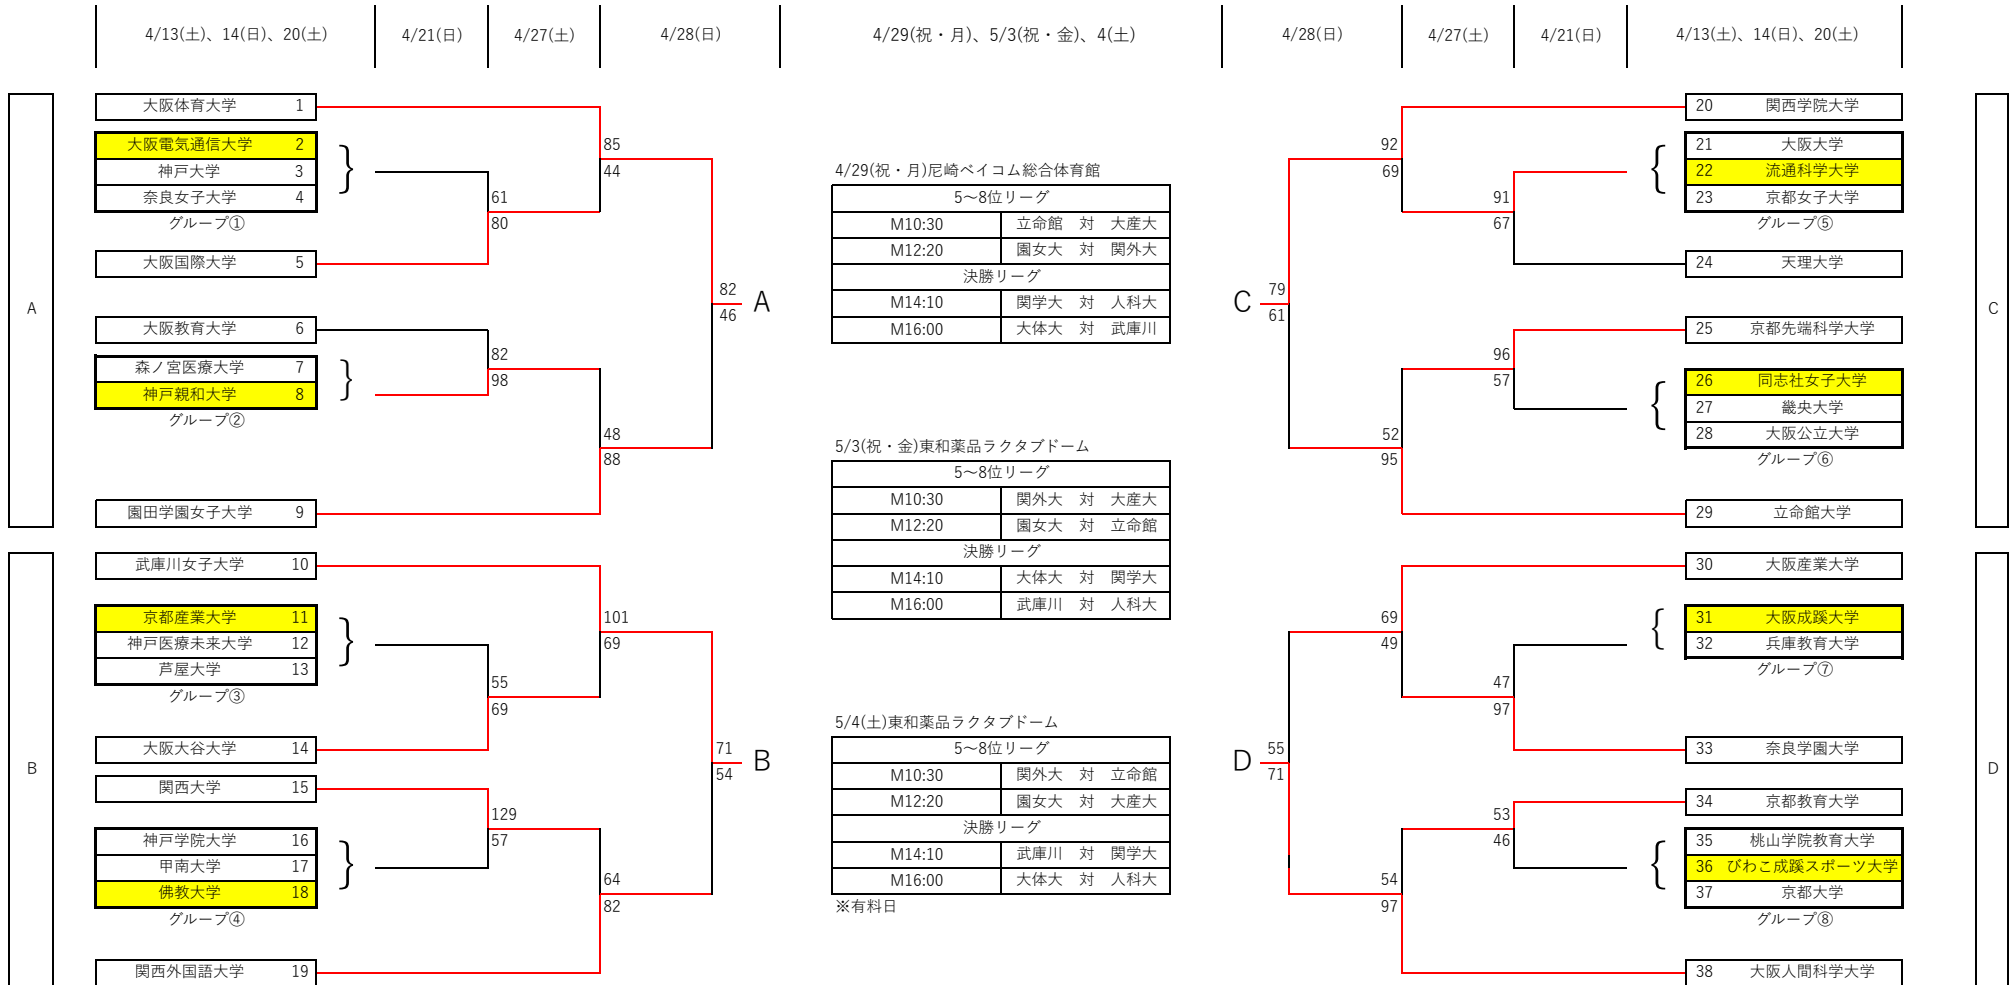 4/13(土)、14(日)、20(土)
4/21(日)
4/27(土)
4/28(日)
4/29(祝・月)、5/3(祝・金)、4(土)
4/28(日)
4/27(土)
4/21(日)
4/13(土)、14(日)、20(土)
A
大阪体育大学 1
大阪電気通信大学 2
神戸大学 3
奈良女子大学 4
グループ①
大阪国際大学 5
大阪教育大学 6
森ノ宮医療大学 7
神戸親和大学 8
グループ②
園田学園女子大学 9
B
武庫川女子大学 10
京都産業大学 11
神戸医療未来大学 12
芦屋大学 13
グループ③
大阪大谷大学 14
関西大学 15
神戸学院大学 16
甲南大学 17
佛教大学 18
グループ④
関西外国語大学 19
}
}
}
}
61
80
82
98
55
69
129
57
85
44
48
88
101
69
64
82
82
46
A
71
54
B
4/29(祝・月)尼崎ベイコム総合体育館
5～8位リーグ
M10:30 立命館 対 大産大
M12:20 園女大 対 関外大
決勝リーグ
M14:10 関学大 対 人科大
M16:00 大体大 対 武庫川
5/3(祝・金)東和薬品ラクタブドーム
5～8位リーグ
M10:30 関外大 対 大産大
M12:20 園女大 対 立命館
決勝リーグ
M14:10 大体大 対 関学大
M16:00 武庫川 対 人科大
5/4(土)東和薬品ラクタブドーム
5～8位リーグ
M10:30 関外大 対 立命館
M12:20 園女大 対 大産大
決勝リーグ
M14:10 武庫川 対 関学大
M16:00 大体大 対 人科大
※有料日
C
79
61
D
55
71
92
69
52
95
69
49
54
97
91
67
96
57
47
97
53
46
{
{
{
{
20 関西学院大学
21 大阪大学
22 流通科学大学
23 京都女子大学
グループ⑤
24 天理大学
25 京都先端科学大学
26 同志社女子大学
27 畿央大学
28 大阪公立大学
グループ⑥
29 立命館大学
C
30 大阪産業大学
31 大阪成蹊大学
32 兵庫教育大学
グループ⑦
33 奈良学園大学
34 京都教育大学
35 桃山学院教育大学
36 びわこ成蹊スポーツ大学
37 京都大学
グループ⑧
38 大阪人間科学大学
D